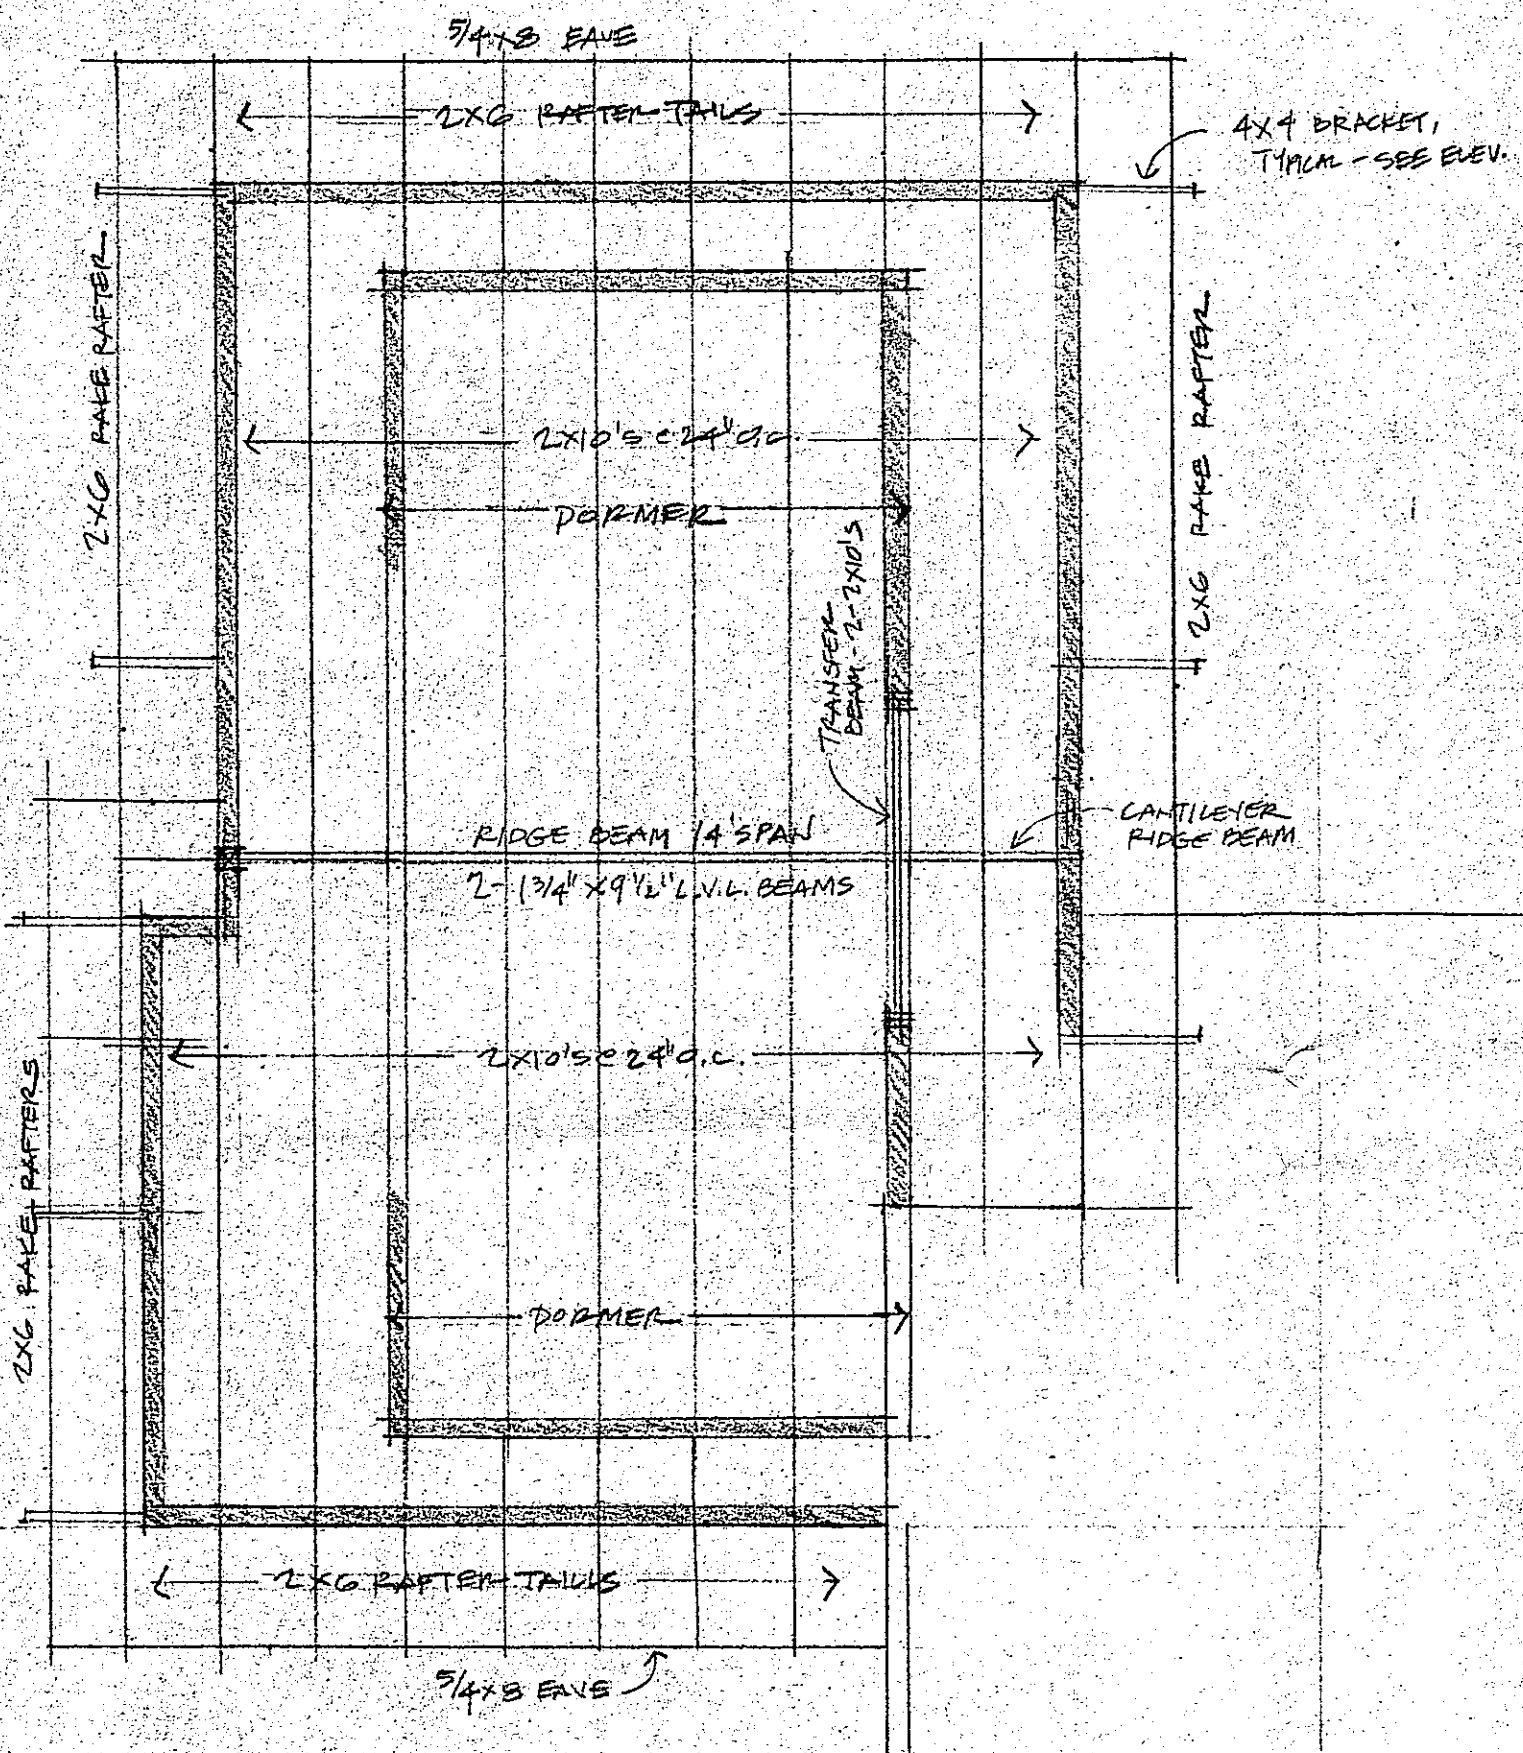 5/4x8 EAVE
2X6 RAFTER TAILS
4X4 BRACKET,
TYPICAL - SEE ELEV.
2X6 RAKE RAFTER
2X6 RAKE RAFTER
2X10'S @ 24" O.C.
DORMER
TRANSFER
BEAM - 2-2X10'S
CANTILEVER
RIDGE BEAM
RIDGE BEAM 14' SPAN
2- 1 3/4" X 9 1/2" L.V.L. BEAMS
2X10'S @ 24" O.C.
2X6 RAKE RAFTERS
DORMER
2X6 RAFTER TAILS
5/4x8 EAVE